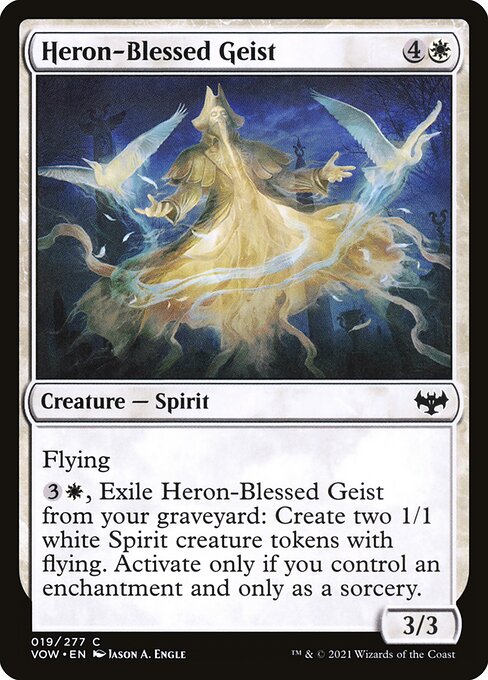 Heron-Blessed Geist 4
Creature — Spirit
Flying
3, Exile Heron-Blessed Geist
from your graveyard: Create two 1/1
white Spirit creature tokens with
flying. Activate only if you control an
enchantment and only as a sorcery.
3/3
019/277 C
VOW • EN Jason A. Engle
™ & © 2021 Wizards of the Coast